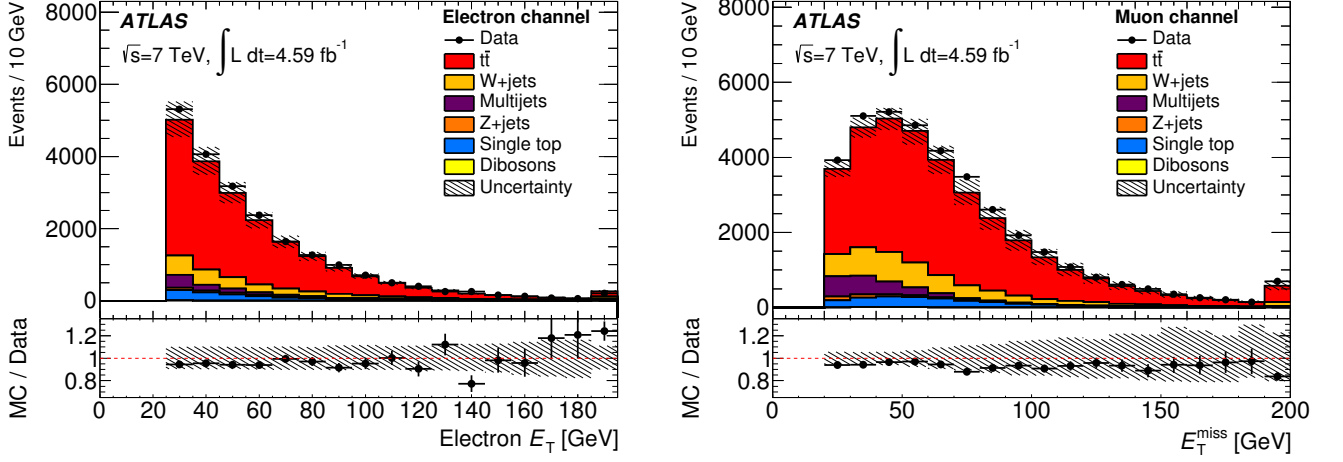 ATLAS
√s=7 TeV, ∫ L dt=4.59 fb⁻¹
Electron channel
Data
tt̄
W+jets
Multijets
Z+jets
Single top
Dibosons
Uncertainty
Events / 10 GeV
8000
6000
4000
2000
0
MC / Data
1.2
1
0.8
0 20 40 60 80 100 120 140 160 180
Electron E_T [GeV]
ATLAS
√s=7 TeV, ∫ L dt=4.59 fb⁻¹
Muon channel
Data
tt̄
W+jets
Multijets
Z+jets
Single top
Dibosons
Uncertainty
Events / 10 GeV
8000
6000
4000
2000
0
MC / Data
1.2
1
0.8
0 50 100 150 200
E_T^miss [GeV]